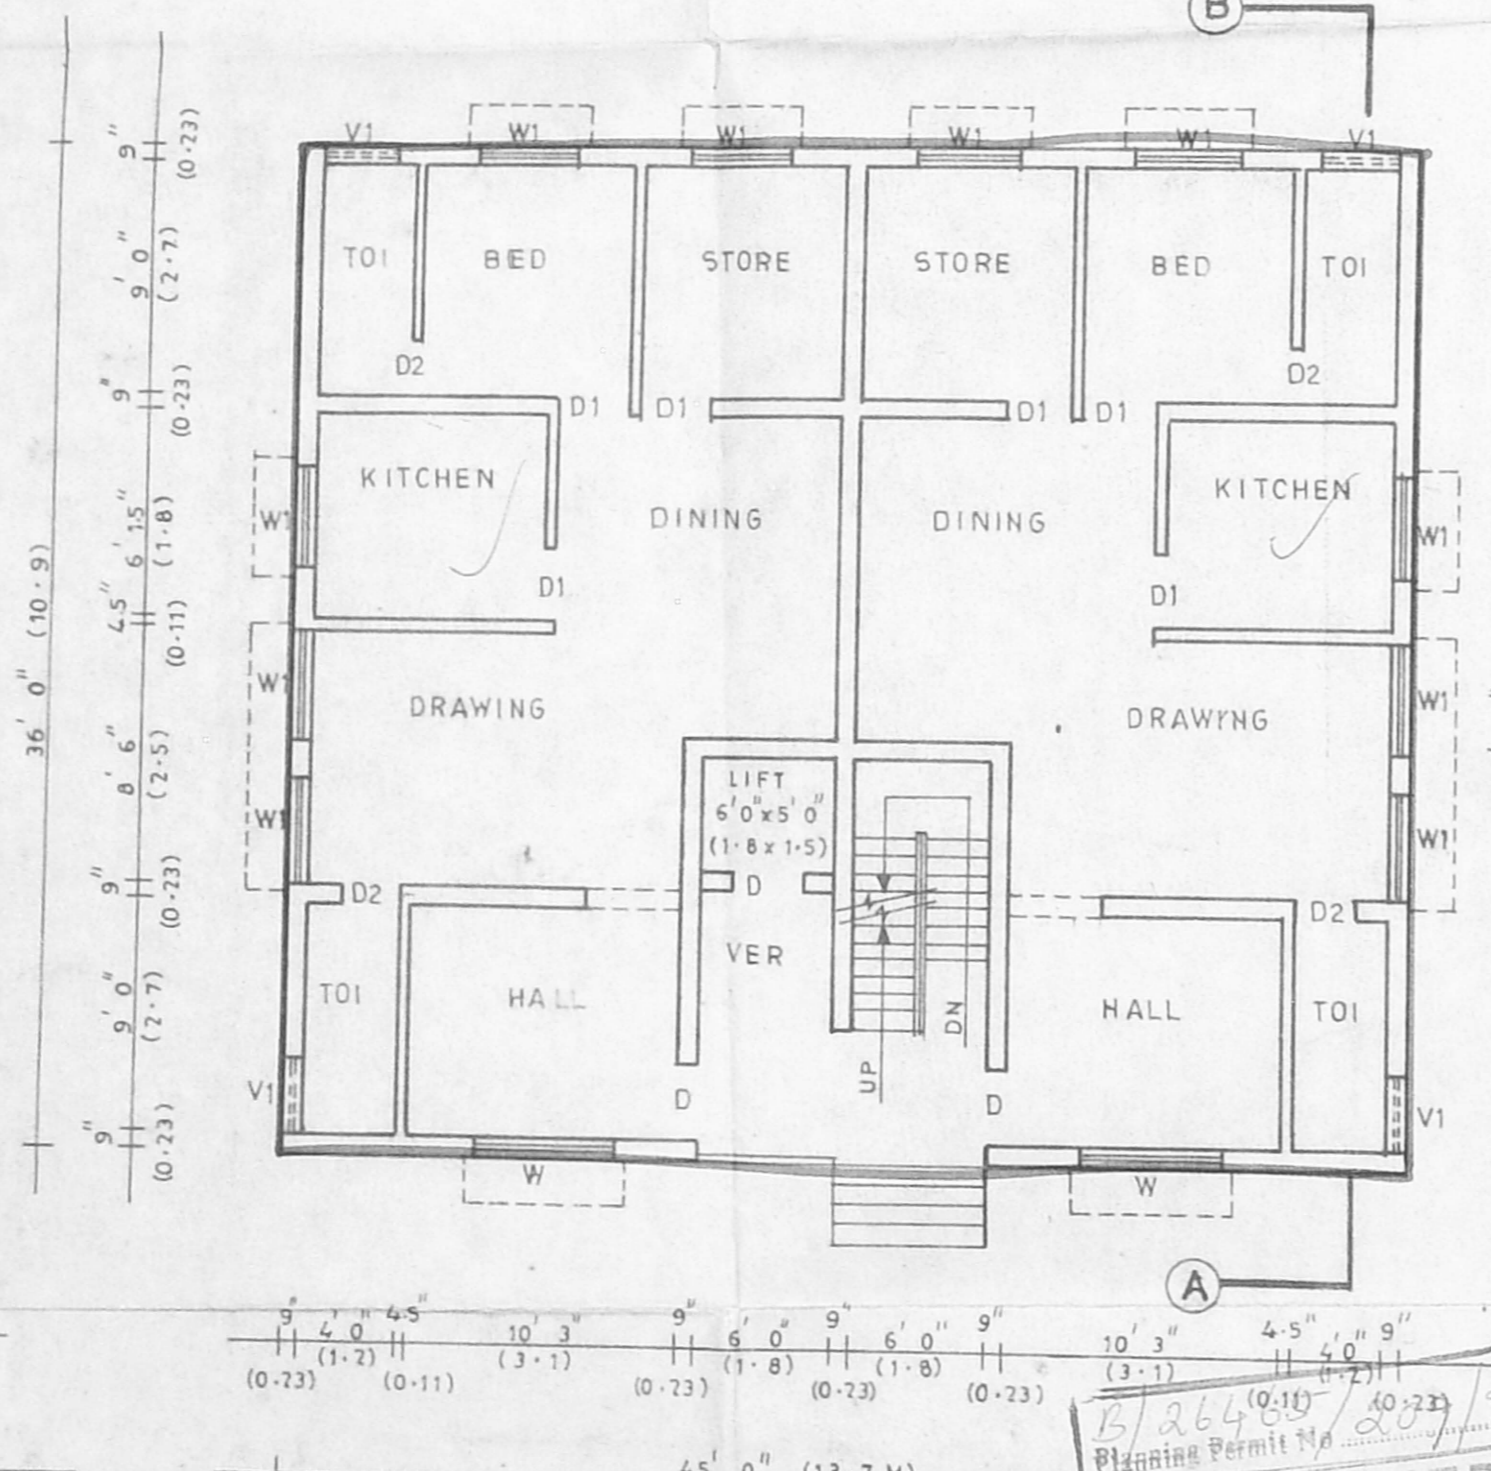 B
V1 W1 W1 W1 W1 V1
9"
(0.23)
TOI BED STORE STORE BED TOI
9' 0"
(2.7)
D2 D2
9"
(0.23)
D1 D1 D1 D1
KITCHEN KITCHEN
DINING DINING
W1 W1
6' 1.5"
(1.8)
D1 D1
4.5"
(0.11)
36' 0" (10.9)
W1 DRAWING DRAWING W1
8' 6"
(2.5)
LIFT
6' 0" x 5' 0"
(1.8 x 1.5)
W1 W1
9"
(0.23)
D2 D D2
VER
9' 0"
(2.7)
TOI HALL HALL TOI
DN
UP
V1 D D V1
9"
(0.23)
W W
A
9" 4' 0" 4.5" 10' 3" 9" 6' 0" 9" 6' 0" 9" 10' 3" 4.5" 4' 0" 9"
(0.23) (1.2) (0.11) (3.1) (0.23) (1.8) (0.23) (1.8) (0.23) (3.1) (0.11) (1.2) (0.23)
Planning Permit No
45' 0" (13.7 M)